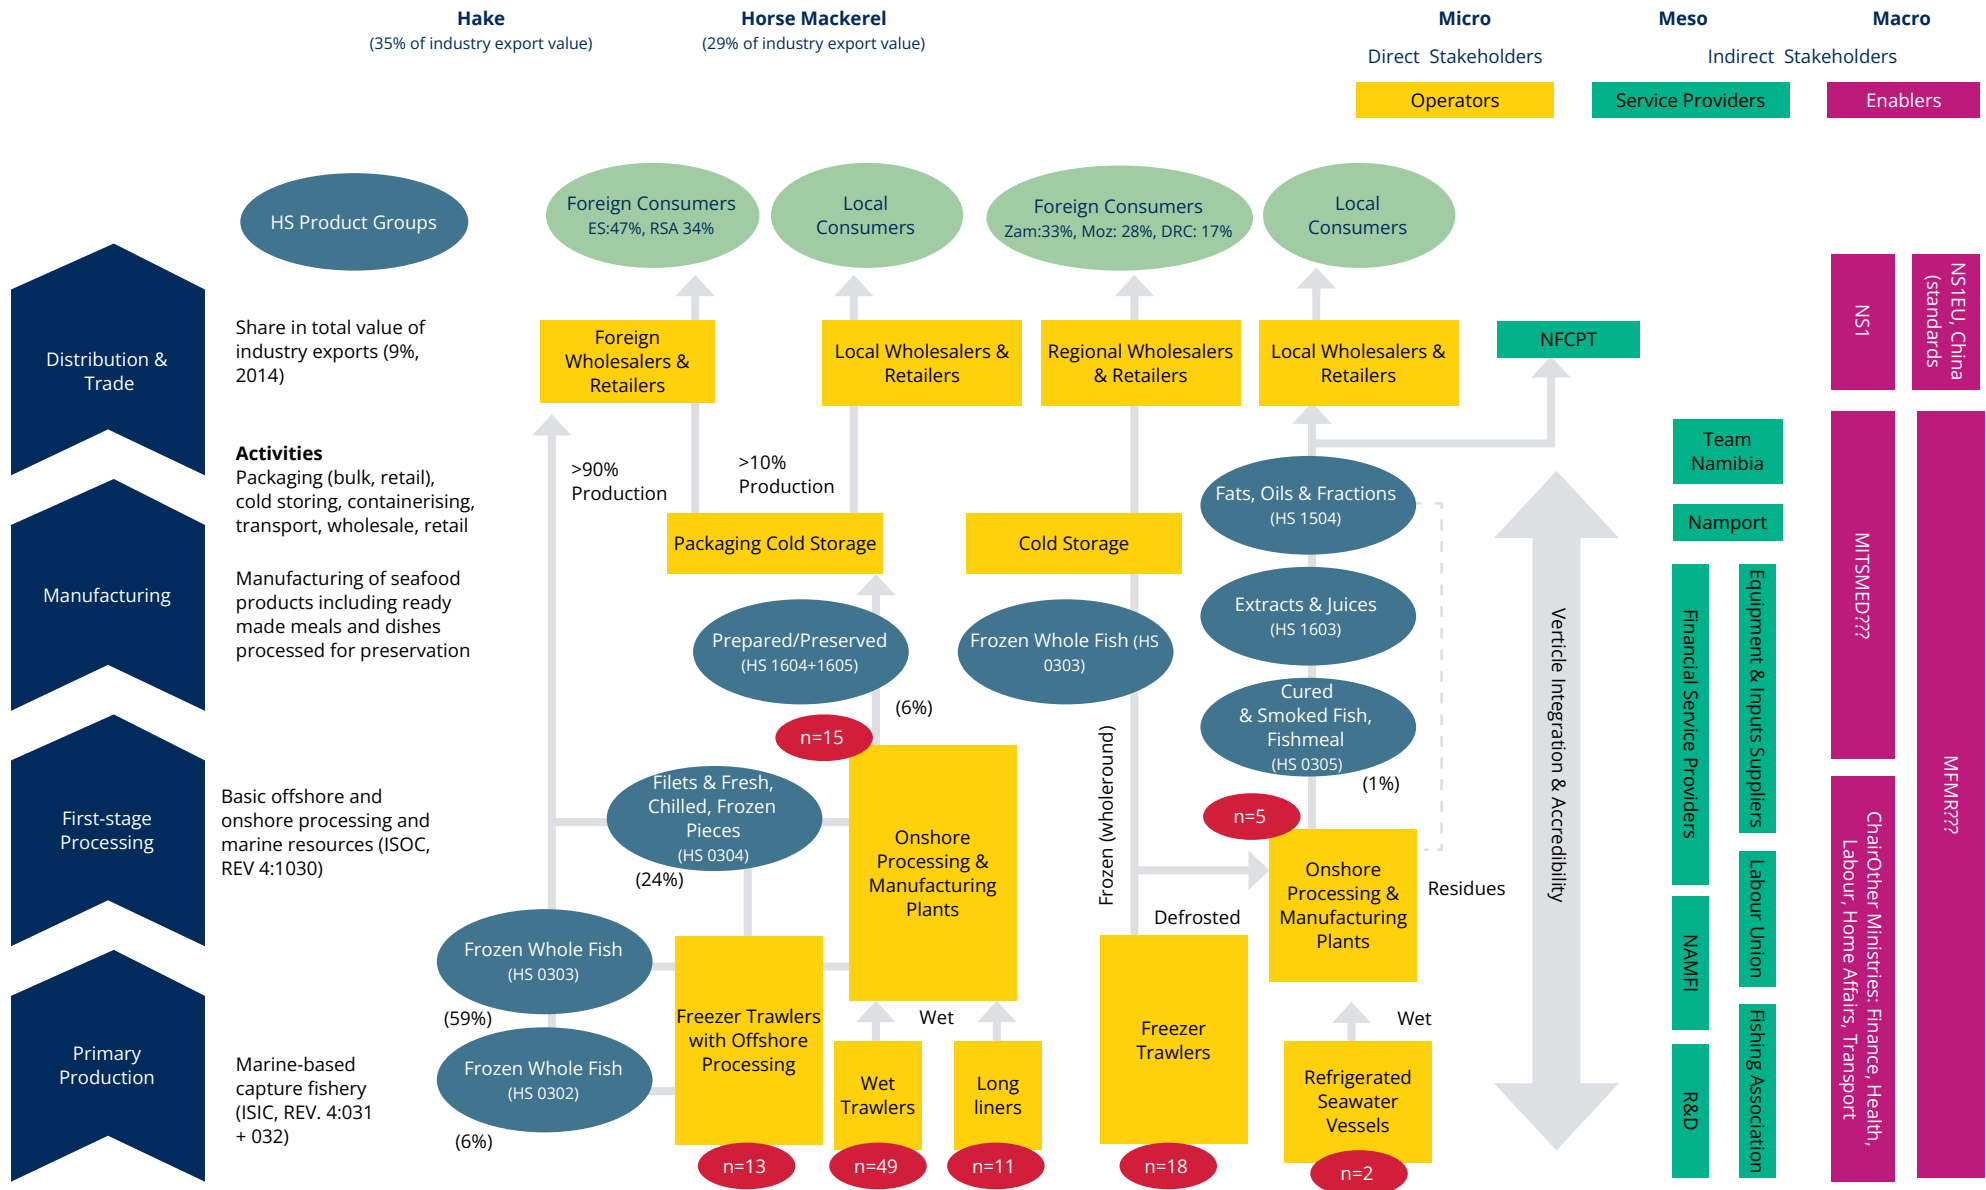 Hake
(35% of industry export value)
Horse Mackerel
(29% of industry export value)
Micro
Meso
Macro
Direct Stakeholders
Indirect Stakeholders
Operators
Service Providers
Enablers
HS Product Groups
Foreign Consumers
ES:47%, RSA 34%
Local
Consumers
Foreign Consumers
Zam:33%, Moz: 28%, DRC: 17%
Local
Consumers
Distribution &
Trade
Share in total value of
industry exports (9%,
2014)
Foreign
Wholesalers &
Retailers
Local Wholesalers &
Retailers
Regional Wholesalers
& Retailers
Local Wholesalers &
Retailers
NFCPT
NS1
NS1EU, China
(standards
Activities
Packaging (bulk, retail),
cold storing, containerising,
transport, wholesale, retail
>90%
Production
>10%
Production
Fats, Oils & Fractions
(HS 1504)
Team
Namibia
Namport
Packaging Cold Storage
Cold Storage
Manufacturing
Manufacturing of seafood
products including ready
made meals and dishes
processed for preservation
Prepared/Preserved
(HS 1604+1605)
(6%)
Frozen Whole Fish (HS
0303)
Extracts & Juices
(HS 1603)
Cured
& Smoked Fish,
Fishmeal
(HS 0305)
(1%)
Verticle Integration & Accredibility
Financial Service Providers
Equipment & Inputs Suppliers
MITSMED???
MFMR???
n=15
First-stage
Processing
Basic offshore and
onshore processing and
marine resources (ISOC,
REV 4:1030)
Filets & Fresh,
Chilled, Frozen
Pieces
(HS 0304)
(24%)
Onshore
Processing &
Manufacturing
Plants
Frozen (wholeround)
n=5
Onshore
Processing &
Manufacturing
Plants
Residues
Defrosted
Labour Union
NAMFI
ChairOther Ministries: Finance, Health,
Labour, Home Affairs, Transport
Frozen Whole Fish
(HS 0303)
(59%)
Primary
Production
Marine-based
capture fishery
(ISIC, REV. 4:031
+ 032)
Frozen Whole Fish
(HS 0302)
(6%)
Freezer Trawlers
with Offshore
Processing
Wet
Wet
Trawlers
Long
liners
Freezer
Trawlers
Wet
Refrigerated
Seawater
Vessels
R&D
Fishing Association
n=13
n=49
n=11
n=18
n=2